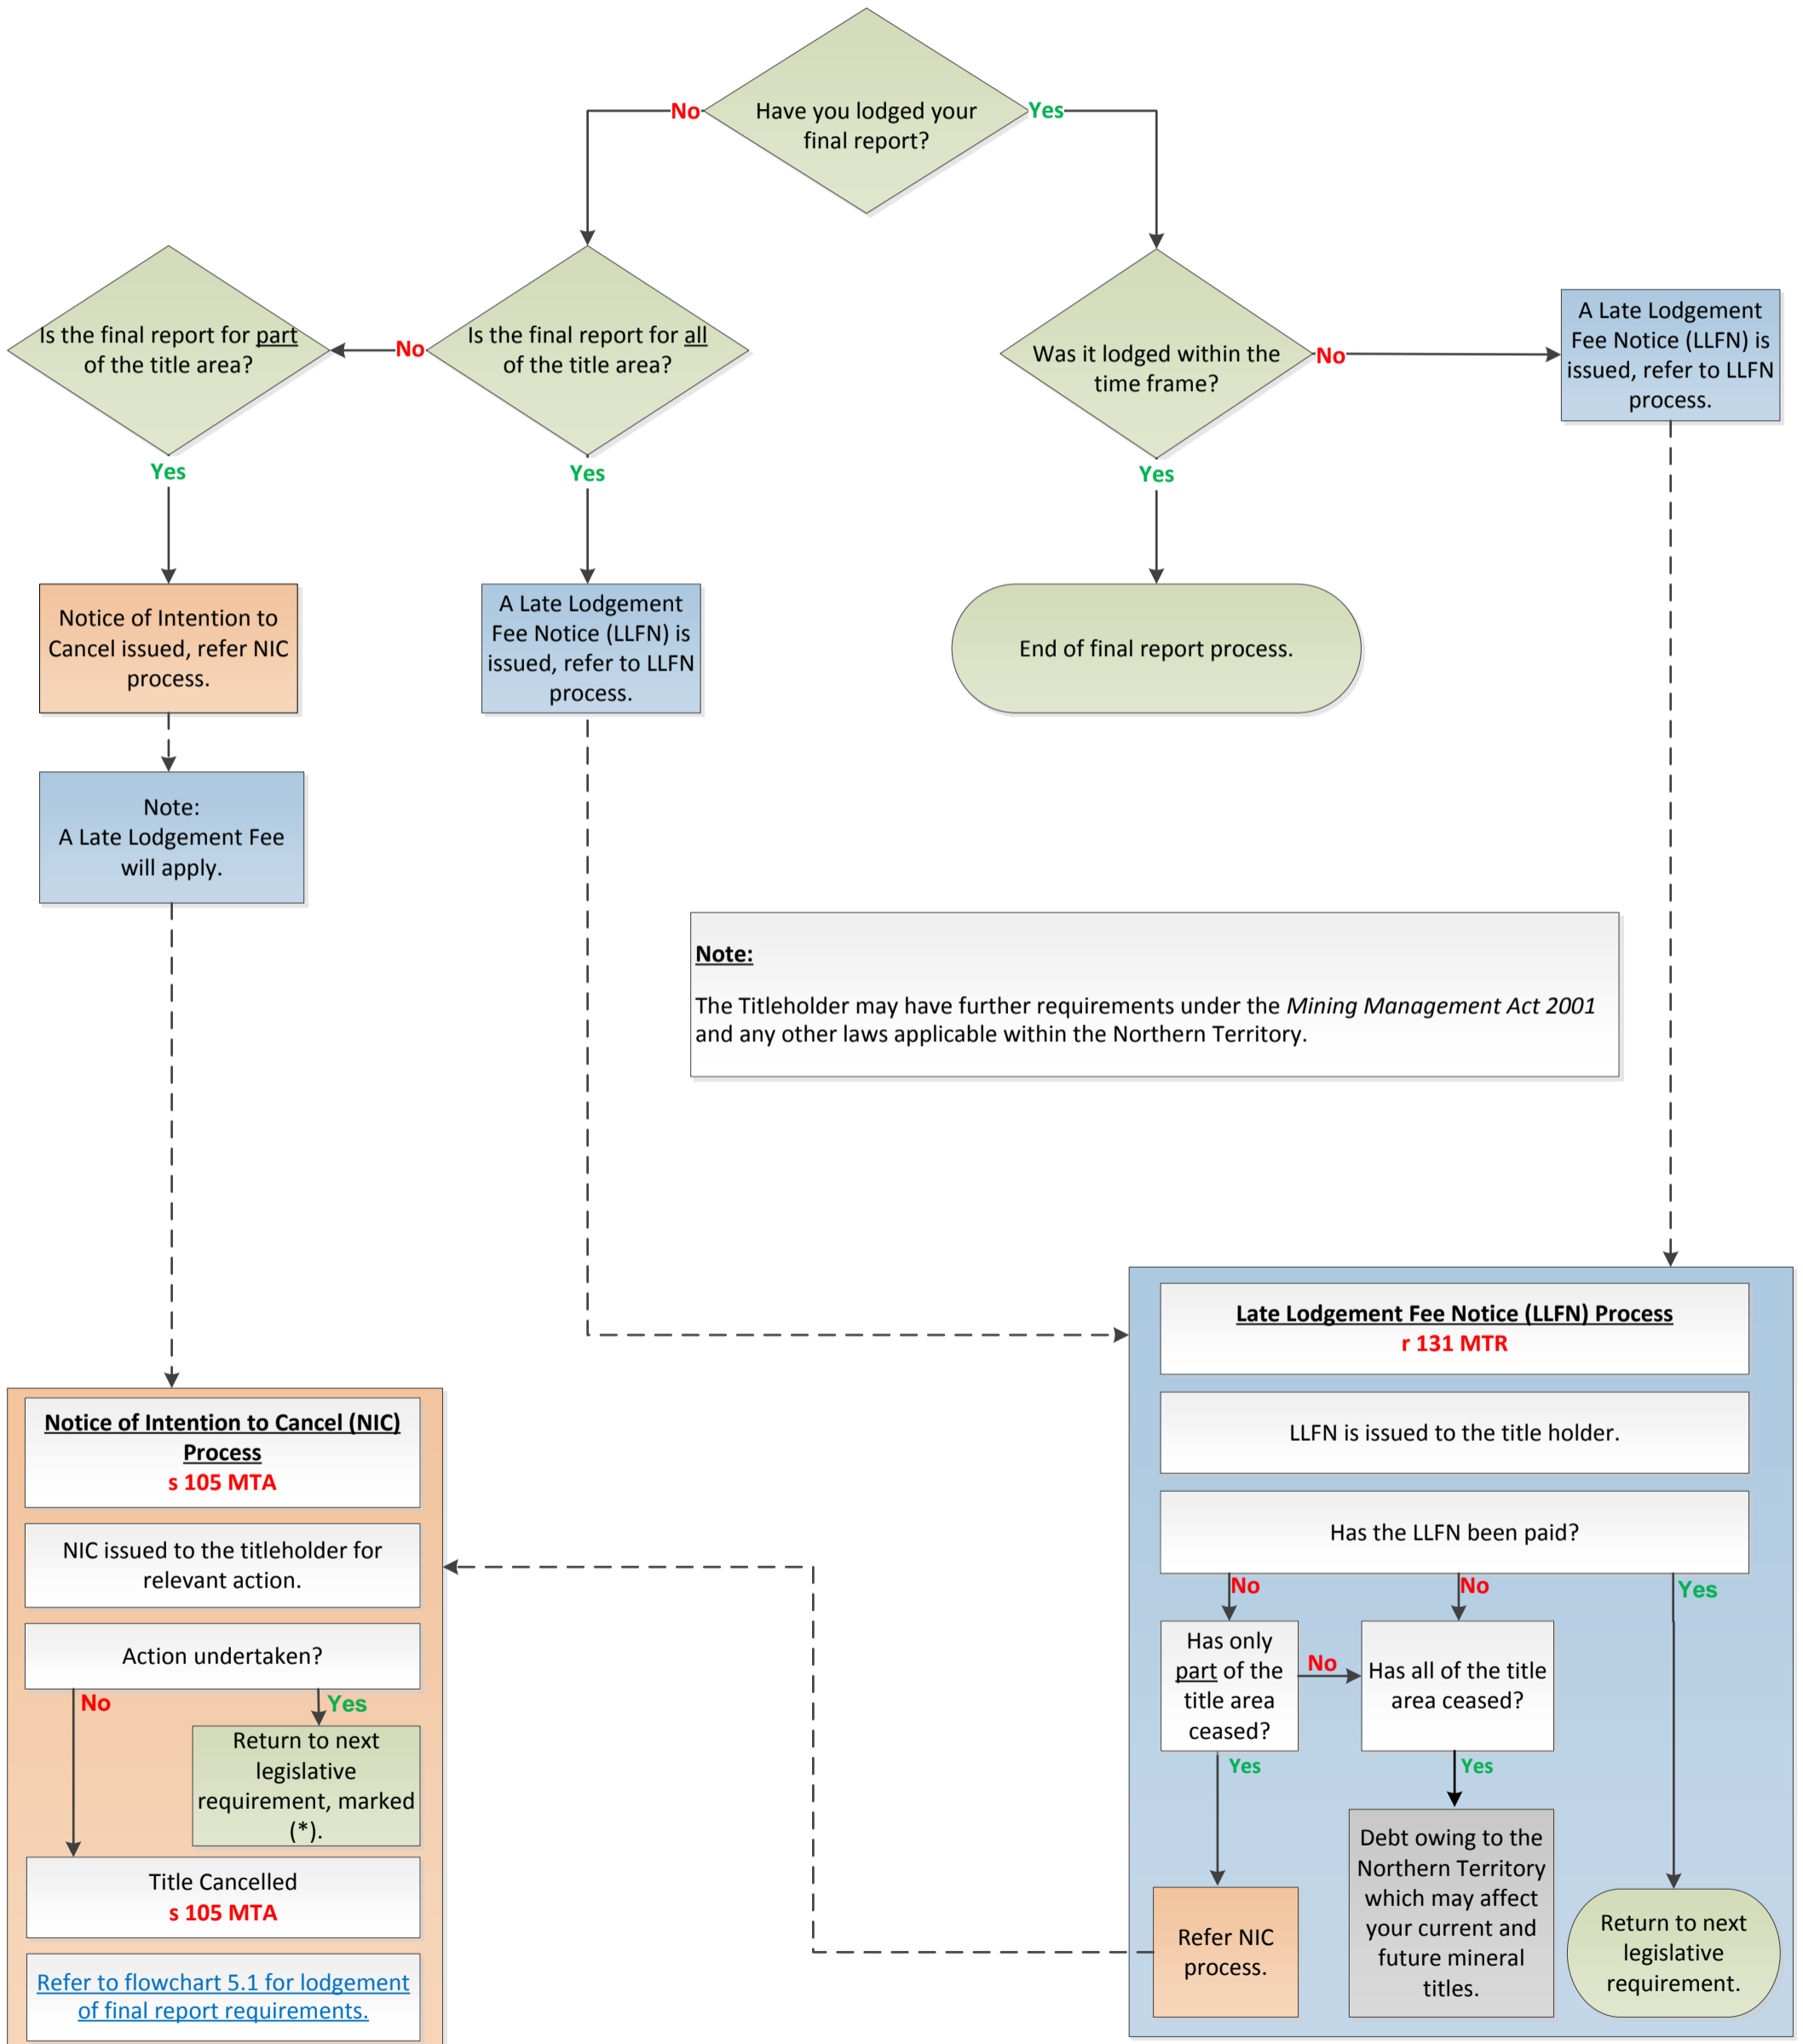 Have you lodged your
final report?
No
Yes
Is the final report for part
of the title area?
No
Is the final report for all
of the title area?
Was it lodged within the
time frame?
No
A Late Lodgement
Fee Notice (LLFN) is
issued, refer to LLFN
process.
Yes
Yes
Yes
Notice of Intention to
Cancel issued, refer NIC
process.
A Late Lodgement
Fee Notice (LLFN) is
issued, refer to LLFN
process.
End of final report process.
Note:
A Late Lodgement Fee
will apply.
Note:
The Titleholder may have further requirements under the Mining Management Act 2001
and any other laws applicable within the Northern Territory.
Notice of Intention to Cancel (NIC)
Process
s 105 MTA
NIC issued to the titleholder for
relevant action.
Action undertaken?
No
Yes
Return to next
legislative
requirement, marked
(*).
Title Cancelled
s 105 MTA
Refer to flowchart 5.1 for lodgement
of final report requirements.
Late Lodgement Fee Notice (LLFN) Process
r 131 MTR
LLFN is issued to the title holder.
Has the LLFN been paid?
No
No
Yes
Has only
part of the
title area
ceased?
No
Has all of the title
area ceased?
Yes
Yes
Refer NIC
process.
Debt owing to the
Northern Territory
which may affect
your current and
future mineral
titles.
Return to next
legislative
requirement.